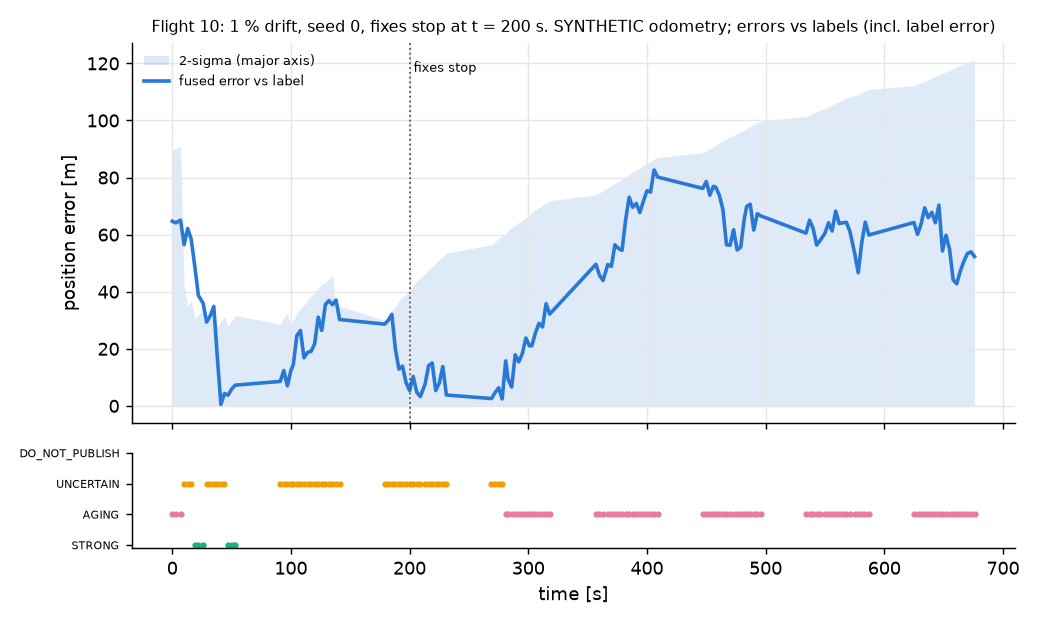 Flight 10: 1 % drift, seed 0, fixes stop at t = 200 s. SYNTHETIC odometry; errors vs labels (incl. label error)
2-sigma (major axis)
fused error vs label
fixes stop
position error [m]
120
100
80
60
40
20
0
DO_NOT_PUBLISH
UNCERTAIN
AGING
STRONG
0 100 200 300 400 500 600 700
time [s]